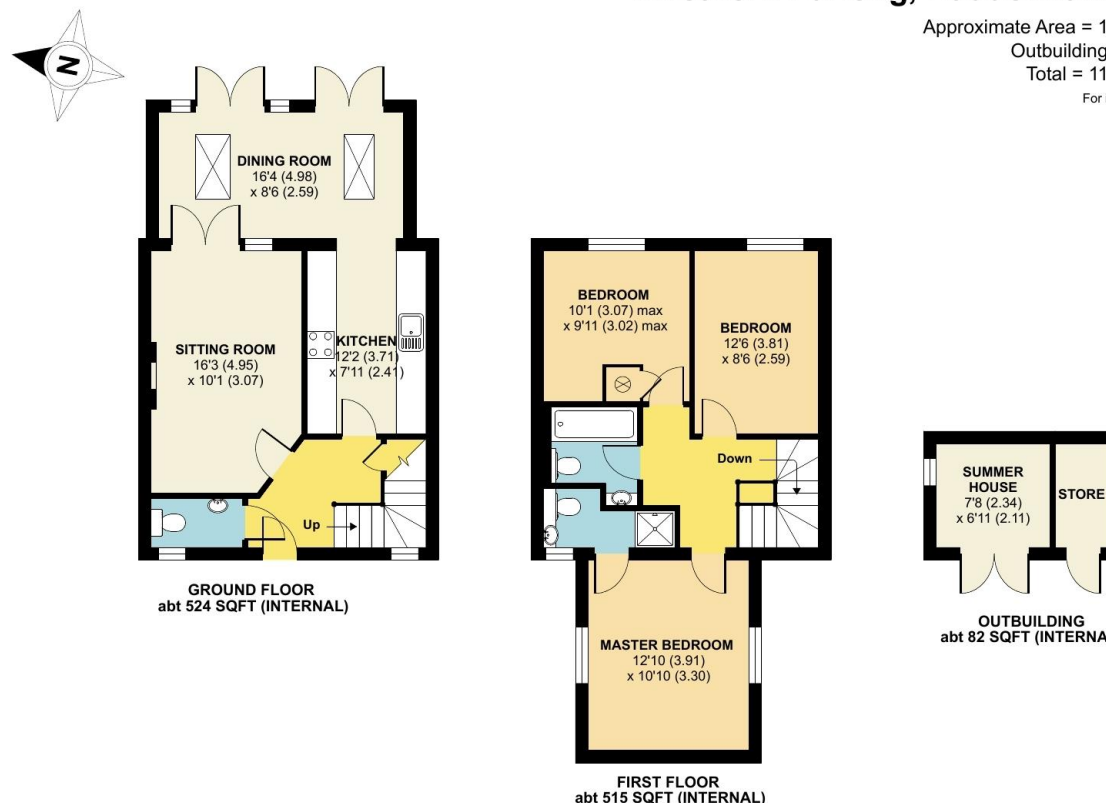 Approximate Area = 1
Outbuilding
Total = 11
For
N
DINING ROOM
16'4 (4.98)
x 8'6 (2.59)
SITTING ROOM
16'3 (4.95)
x 10'1 (3.07)
KITCHEN
12'2 (3.71)
x 7'11 (2.41)
Up
GROUND FLOOR
abt 524 SQFT (INTERNAL)
BEDROOM
10'1 (3.07) max
x 9'11 (3.02) max
BEDROOM
12'6 (3.81)
x 8'6 (2.59)
Down
MASTER BEDROOM
12'10 (3.91)
x 10'10 (3.30)
FIRST FLOOR
abt 515 SQFT (INTERNAL)
SUMMER
HOUSE
7'8 (2.34)
x 6'11 (2.11)
STORE
OUTBUILDING
abt 82 SQFT (INTERNA